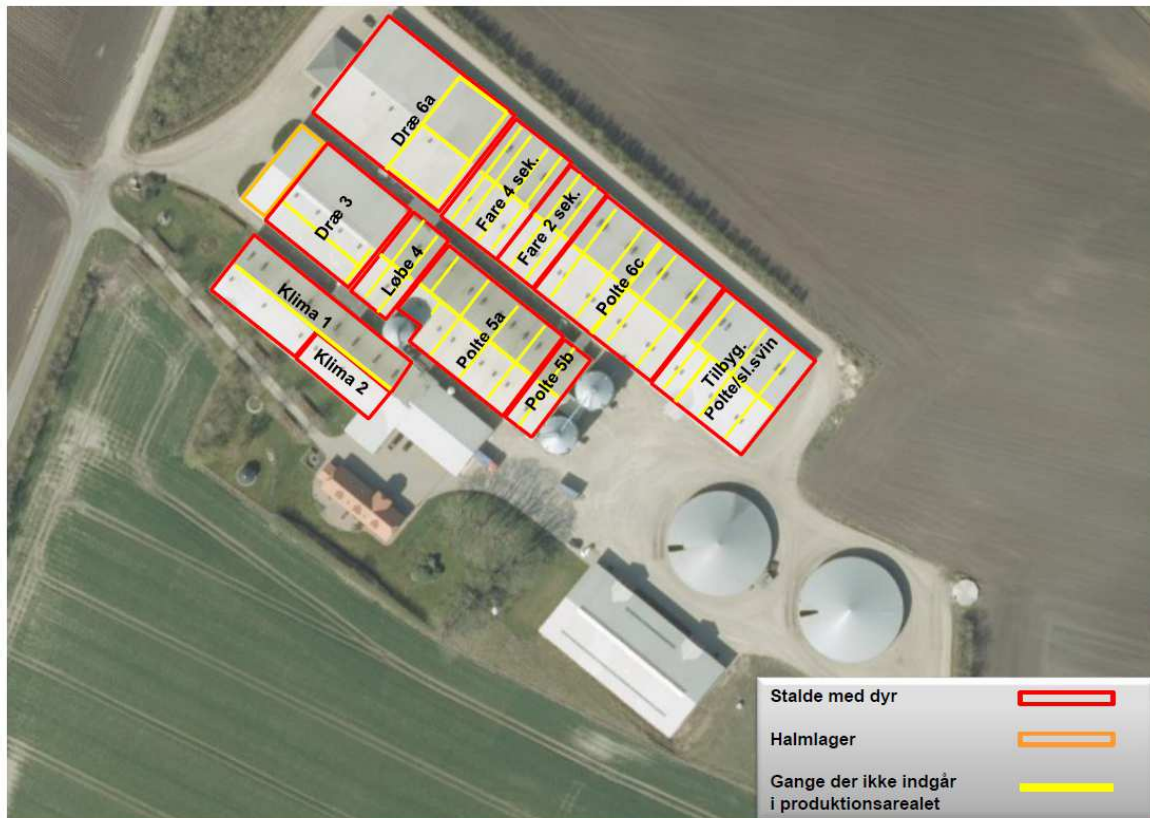 Dræ 6a
Fare 4 sek.
Fare 2 sek.
Dræ 3
Løbe 4
Polte 6c
Klima 1
Polte 5a
Tilbyg.
Polte/sl.svin
Klima 2
Polte 5b
Stalde med dyr
Halmlager
Gange der ikke indgår
i produktionsarealet